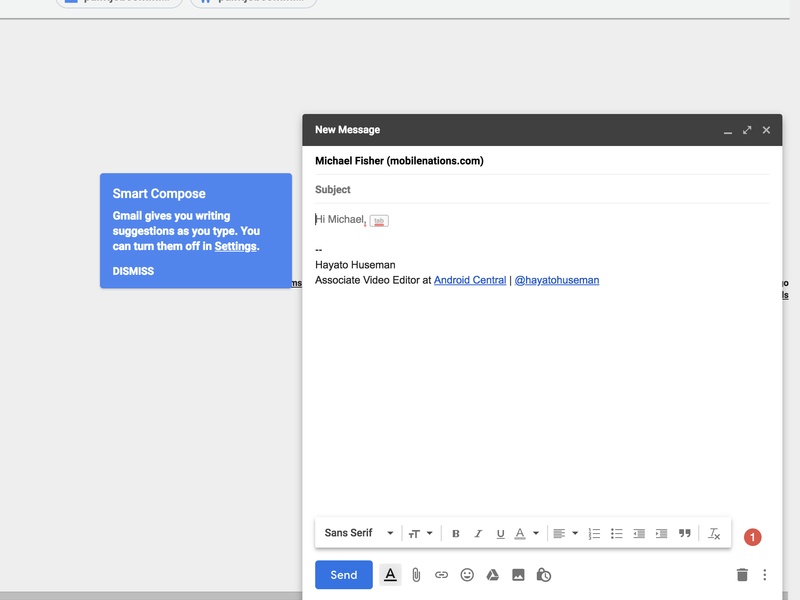 New Message
Michael Fisher (mobilenations.com)
Subject
Smart Compose
Gmail gives you writing
suggestions as you type. You
can turn them off in Settings.
DISMISS
Hi Michael, tab
--
Hayato Huseman
Associate Video Editor at Android Central | @hayatohuseman
Sans Serif
1
Send